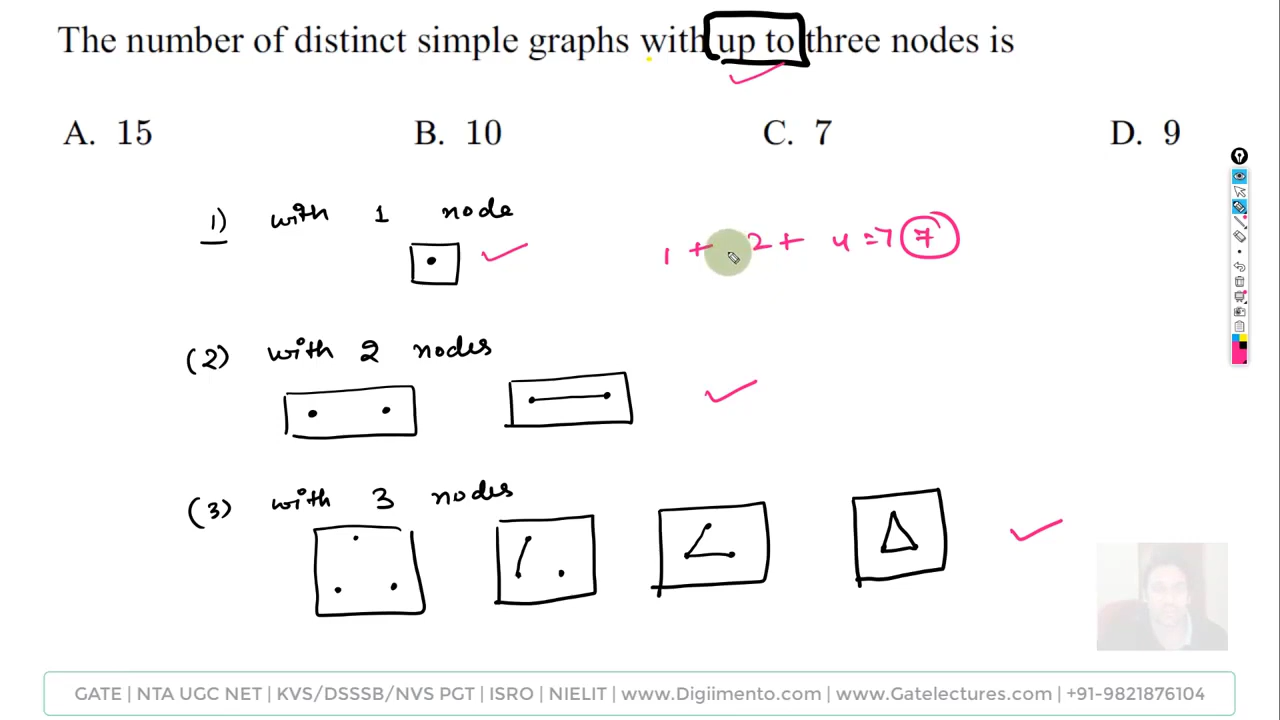 The number of distinct simple graphs with up to three nodes is
A. 15 B. 10 C. 7 D. 9
1) with 1 node
1 + 2 + 4 = 7 7
(2) with 2 nodes
(3) with 3 nodes
GATE | NTA UGC NET | KVS/DSSSB/NVS PGT | ISRO | NIELIT | www.Digiimento.com | www.Gatelectures.com | +91-9821876104